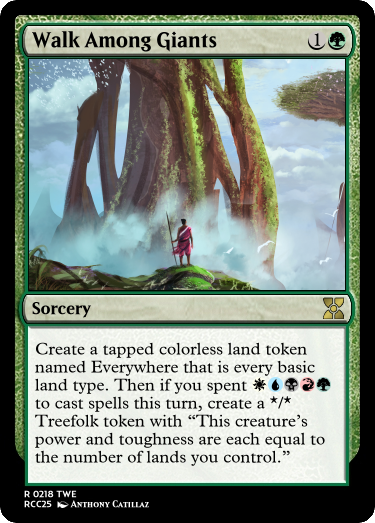 Walk Among Giants 1
Sorcery
Create a tapped colorless land token
named Everywhere that is every basic
land type. Then if you spent
to cast spells this turn, create a */*
Treefolk token with “This creature's
power and toughness are each equal to
the number of lands you control.”
R 0218 TWE
RCC25 Anthony Catillaz